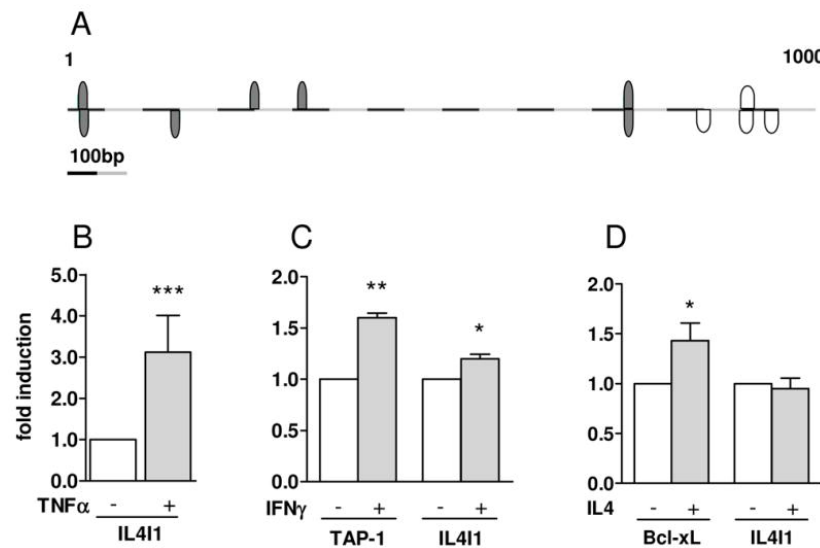 A
1 1000
100bp
B C D
fold induction
5.0
4.0
3.0
2.0
1.0
0.0
***
TNFα - +
IL4I1
2.0
1.5
1.0
0.5
0.0
** *
IFNγ - + - +
TAP-1 IL4I1
2.0
1.5
1.0
0.5
0.0
*
IL4 - + - +
Bcl-xL IL4I1